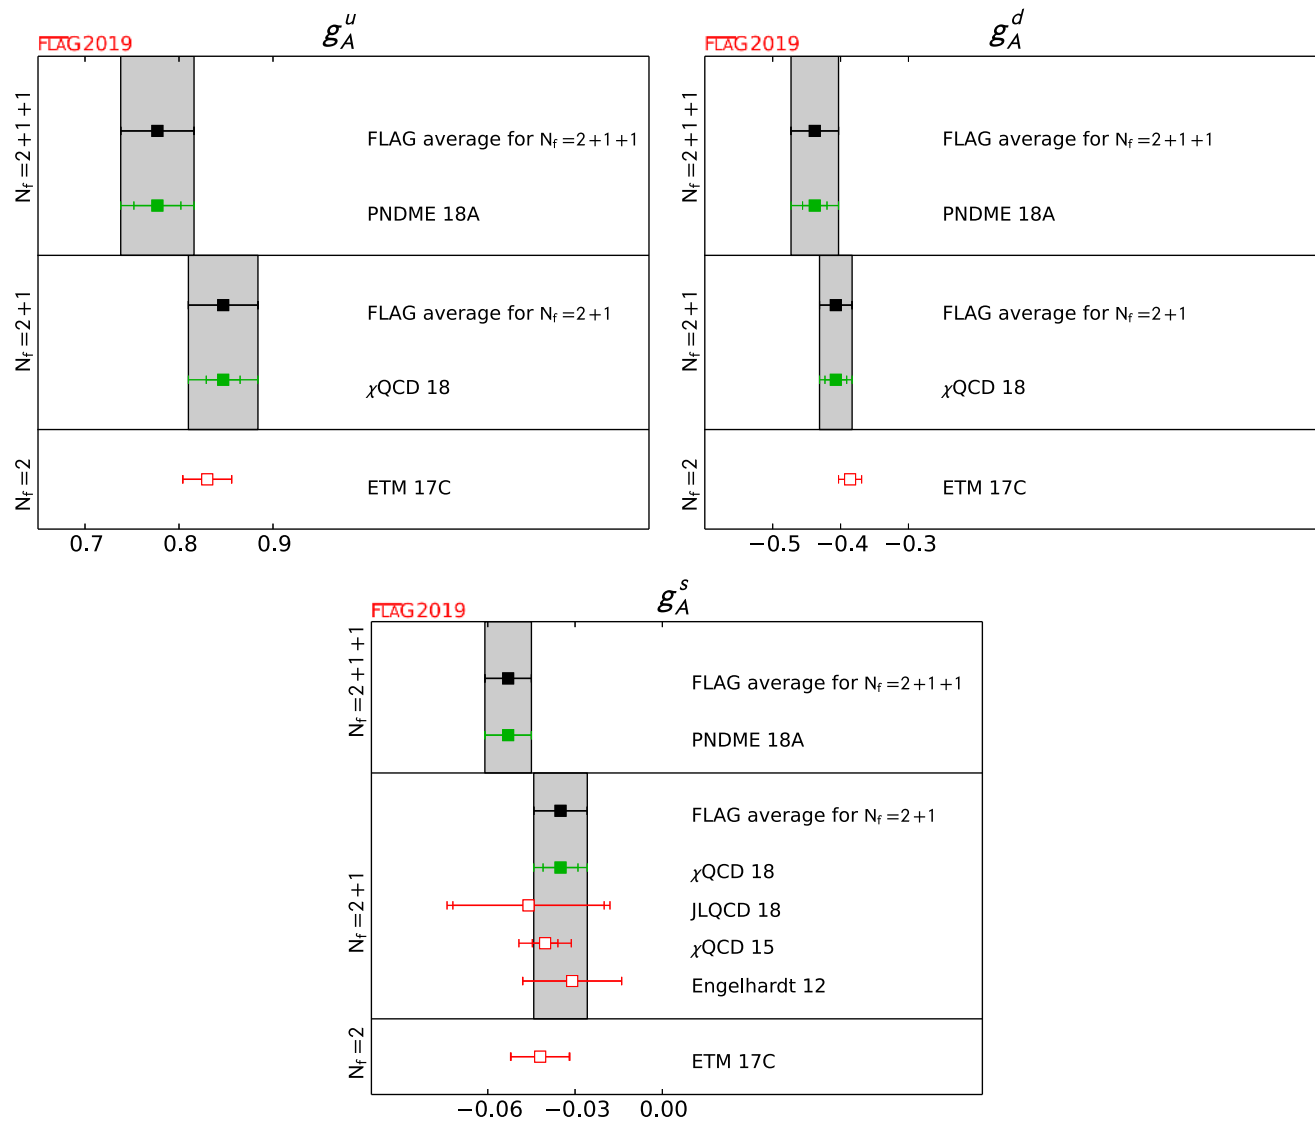 FLAG2019
g_A^u
N_f=2+1+1
FLAG average for N_f=2+1+1
PNDME 18A
N_f=2+1
FLAG average for N_f=2+1
χQCD 18
N_f=2
ETM 17C
0.7 0.8 0.9
FLAG2019
g_A^d
N_f=2+1+1
FLAG average for N_f=2+1+1
PNDME 18A
N_f=2+1
FLAG average for N_f=2+1
χQCD 18
N_f=2
ETM 17C
−0.5 −0.4 −0.3
FLAG2019
g_A^s
N_f=2+1+1
FLAG average for N_f=2+1+1
PNDME 18A
N_f=2+1
FLAG average for N_f=2+1
χQCD 18
JLQCD 18
χQCD 15
Engelhardt 12
N_f=2
ETM 17C
−0.06 −0.03 0.00